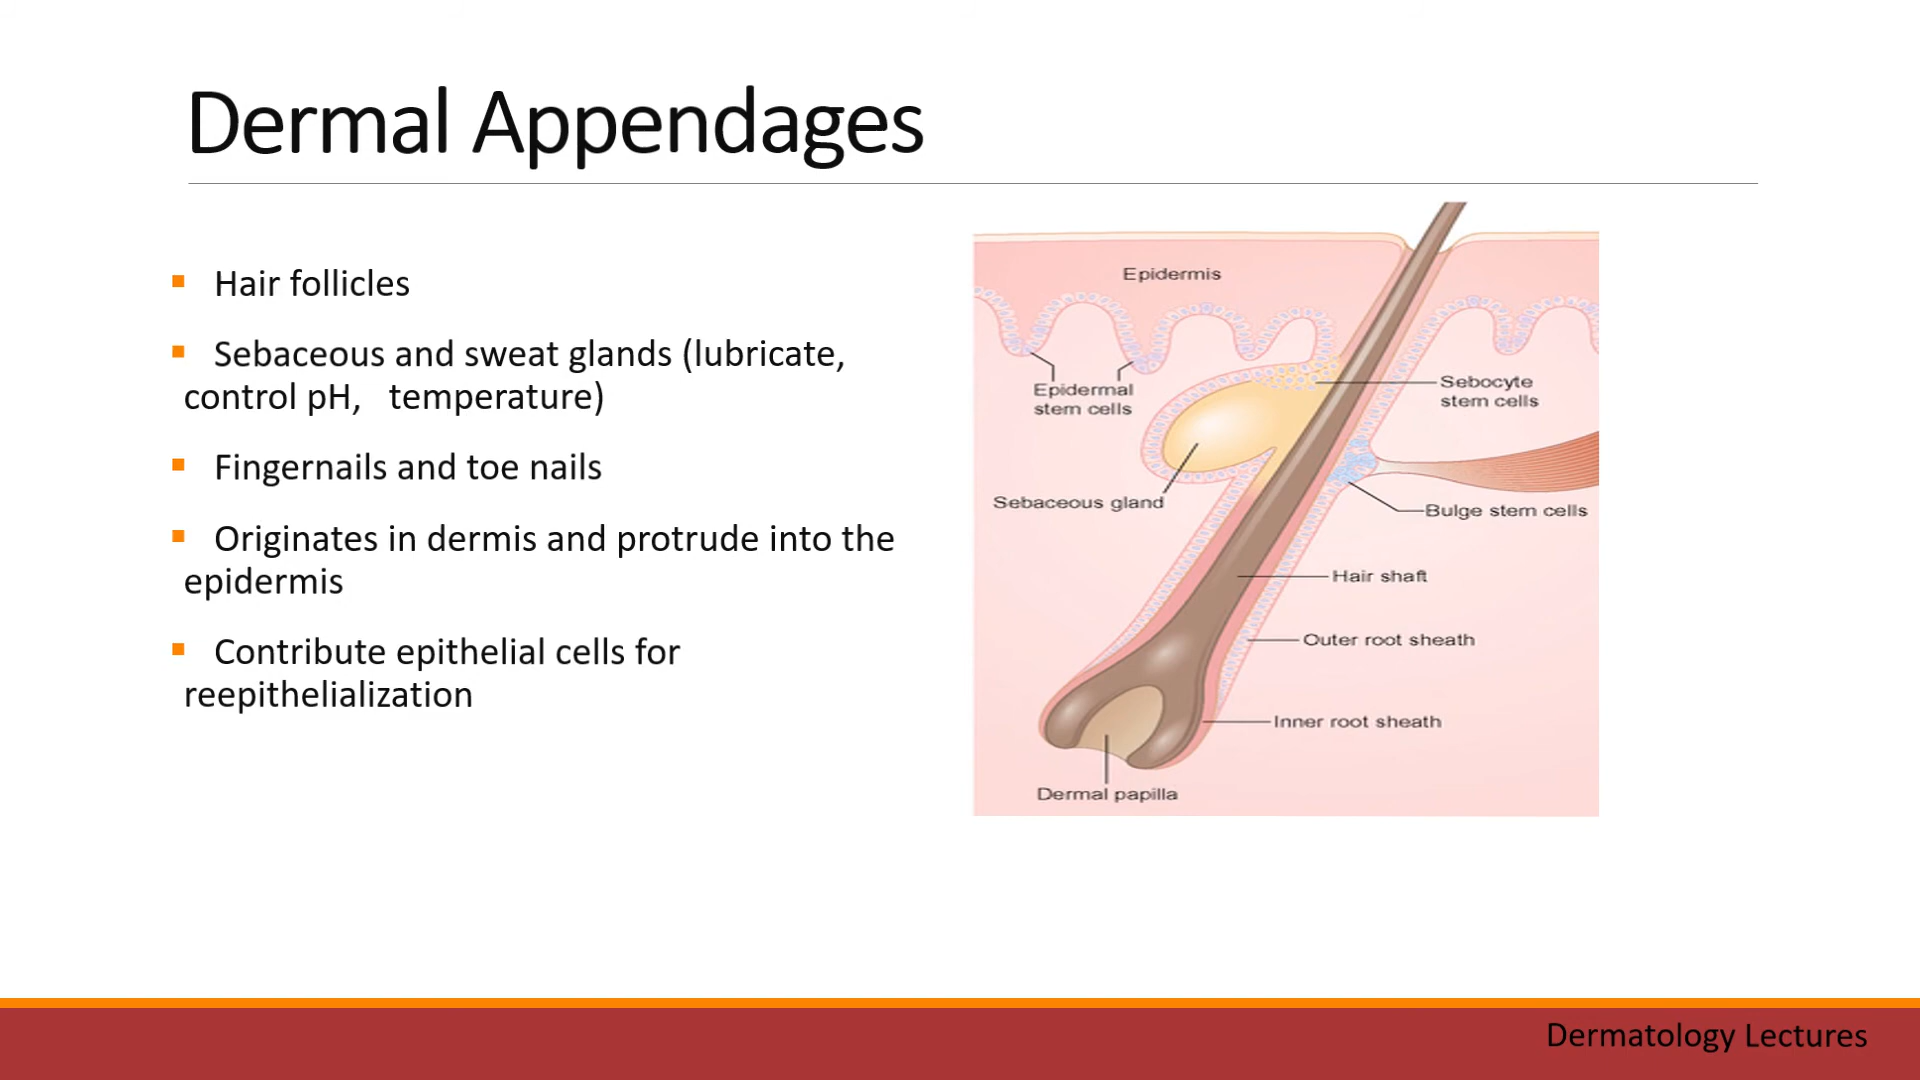 Dermal Appendages
Hair follicles
Sebaceous and sweat glands (lubricate,
control pH, temperature)
Fingernails and toe nails
Originates in dermis and protrude into the
epidermis
Contribute epithelial cells for
reepithelialization
Epidermis
Epidermal
stem cells
Sebocyte
stem cells
Sebaceous gland
Bulge stem cells
Hair shaft
Outer root sheath
Inner root sheath
Dermal papilla
Dermatology Lectures